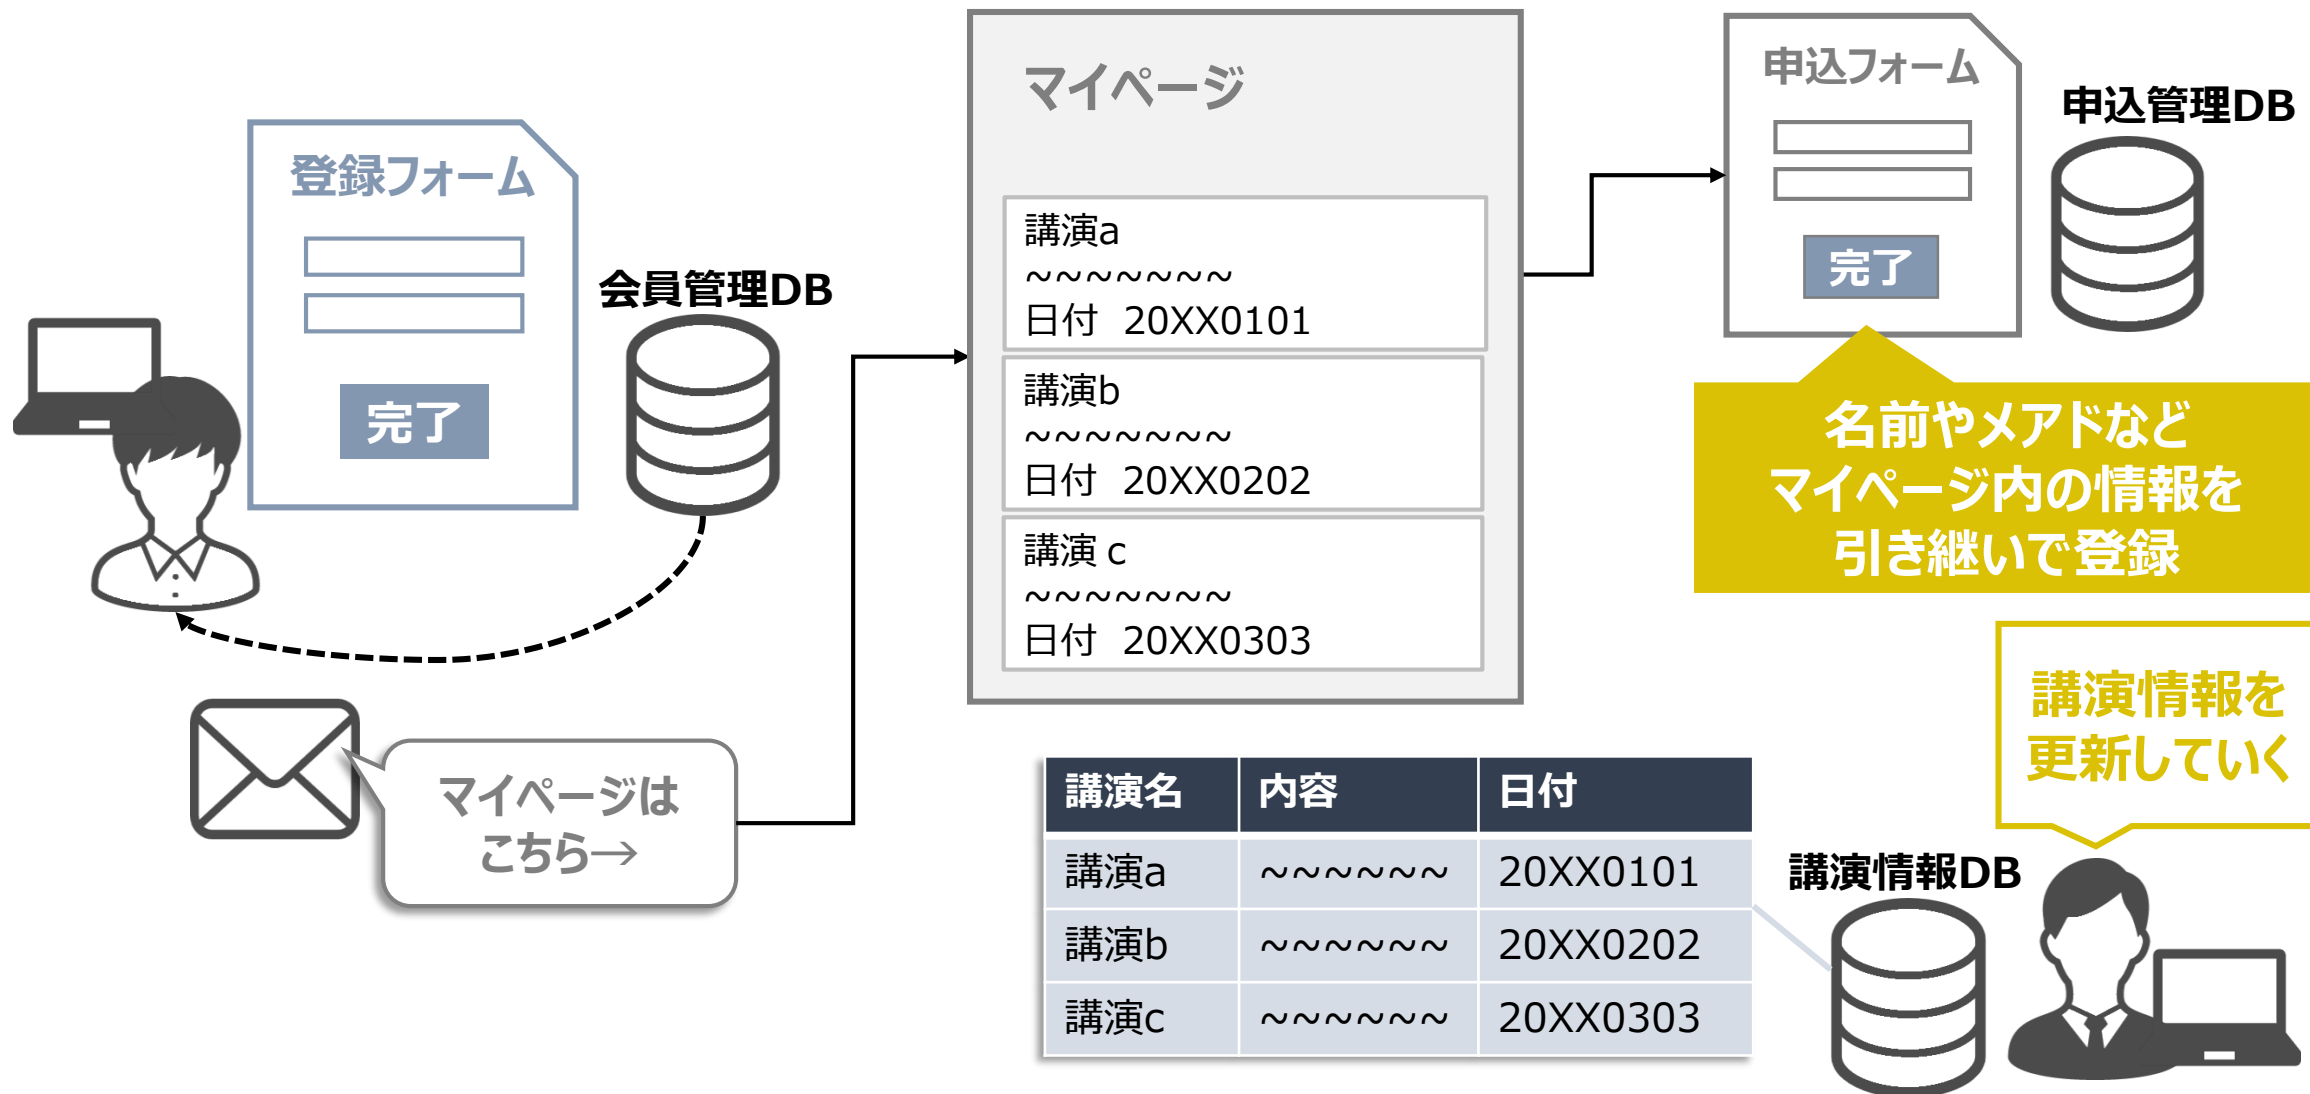 登録フォーム
完了
会員管理DB
マイページは
こちら→
マイページ
講演a
~~~~~~~
日付 20XX0101
講演b
~~~~~~~
日付 20XX0202
講演 c
~~~~~~~
日付 20XX0303
申込フォーム
完了
申込管理DB
名前やメアドなど
マイページ内の情報を
引き継いで登録
講演情報を
更新していく
講演名 内容 日付
講演a ~~~~~~ 20XX0101
講演b ~~~~~~ 20XX0202
講演c ~~~~~~ 20XX0303
講演情報DB